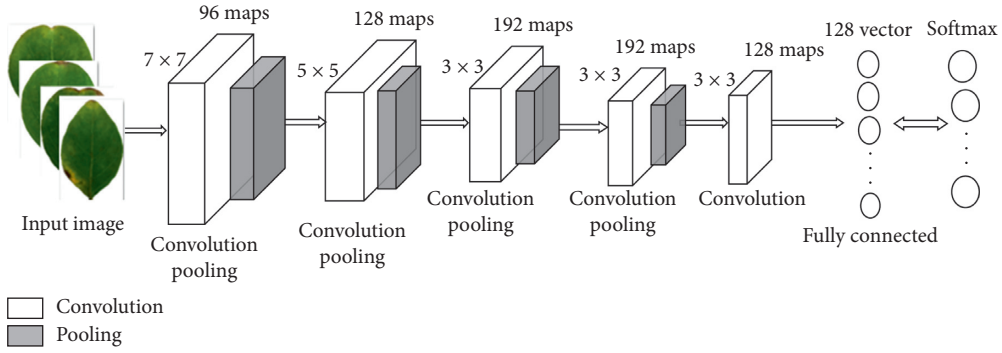 96 maps
128 maps
192 maps
192 maps
128 maps
128 vector
Softmax
7 × 7
5 × 5
3 × 3
3 × 3
3 × 3
Input image
Convolution
pooling
Convolution
pooling
Convolution
pooling
Convolution
pooling
Convolution
Fully connected
Convolution
Pooling